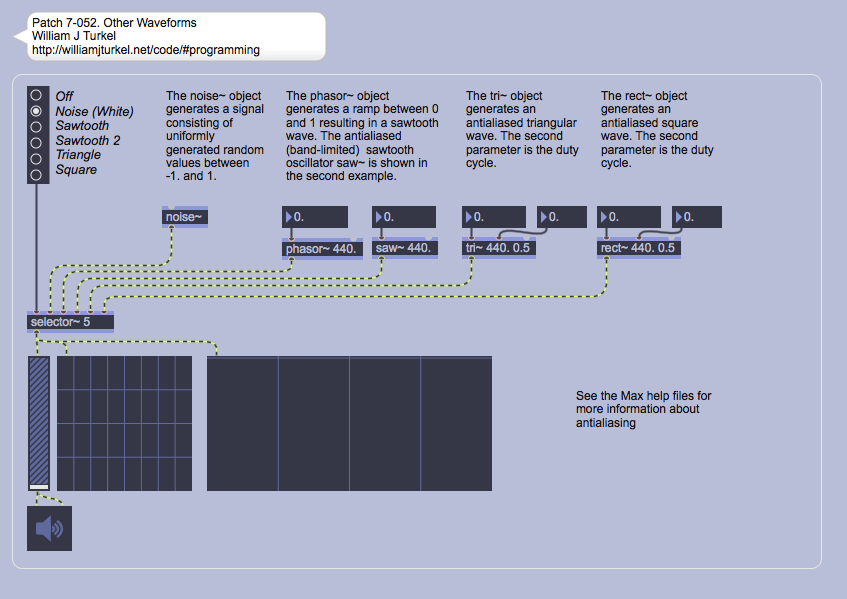 Patch 7-052. Other Waveforms
William J Turkel
http://williamjturkel.net/code/#programming
Off
Noise (White)
Sawtooth
Sawtooth 2
Triangle
Square
The noise~ object
generates a signal
consisting of
uniformly
generated random
values between
-1. and 1.
The phasor~ object
generates a ramp between 0
and 1 resulting in a sawtooth
wave. The antialiased
(band-limited) sawtooth
oscillator saw~ is shown in
the second example.
The tri~ object
generates an
antialiased triangular
wave. The second
parameter is the duty
cycle.
The rect~ object
generates an
antialiased square
wave. The second
parameter is the duty
cycle.
noise~
0.
0.
0.
0.
0.
0.
phasor~ 440.
saw~ 440.
tri~ 440. 0.5
rect~ 440. 0.5
selector~ 5
See the Max help files for
more information about
antialiasing